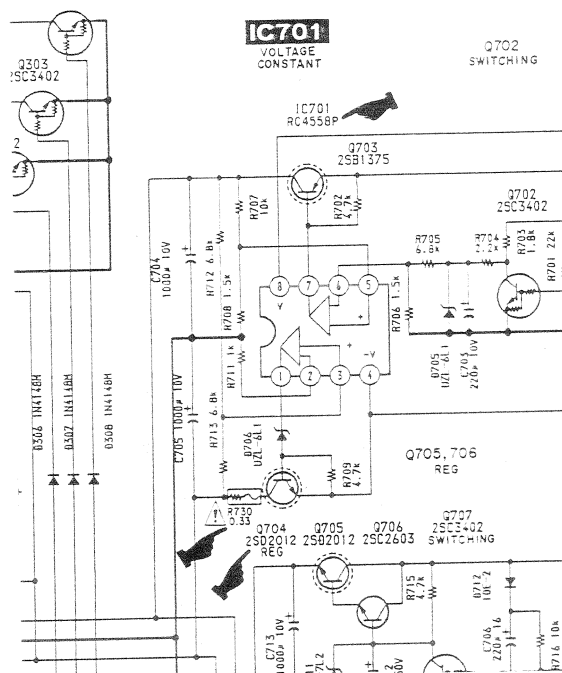 IC701
VOLTAGE
CONSTANT
Q702
SWITCHING
Q303
2SC3402
2
IC701
RC4558P
Q703
2SB1375
Q702
2SC3402
R707
10k
R702
4.7k
R705
6.8k
R704
2.2k
R703
1.8k
R701 22k
C704
1000μ 10V
R712 6.8k
R708 1.5k
8
7
6
5
V
+
R706 1.5k
D705
UZL-6L1
C703
220μ 10V
R711 1k
+
-V
1
2
3
4
D306 1N4148M
D307 1N4148M
D308 1N4148M
C705 1000μ 10V
R713 6.8k
D706
UZL-6L1
R709
4.7k
Q705,706
REG
R730
0.33
Q704
2SD2012
REG
Q705
2SD2012
Q706
2SC2603
Q707
2SC3402
SWITCHING
C713
1000μ 10V
R715
4.7k
D712
10E-2
C706
220μ 16
R716 10k